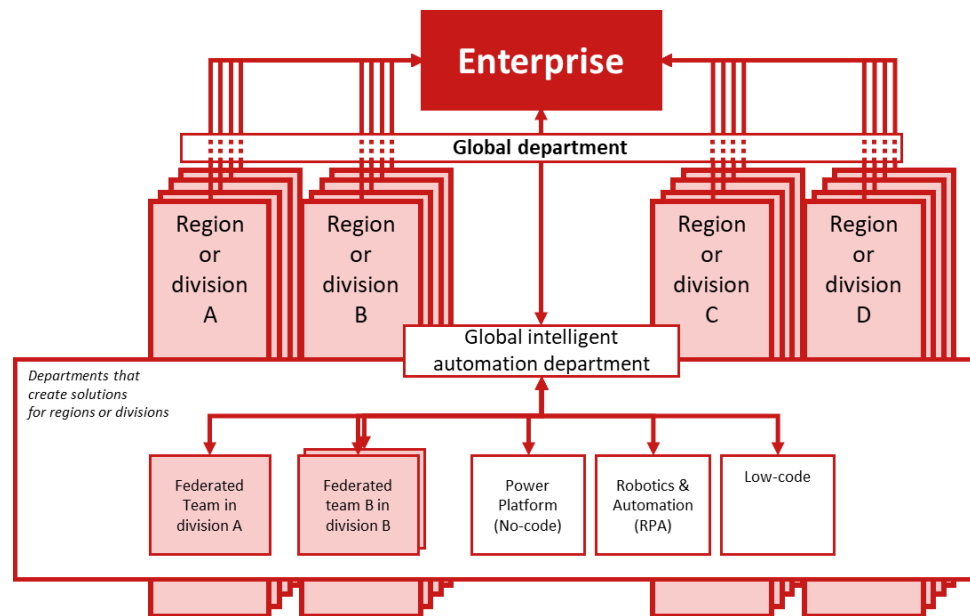 Enterprise
Global department
Region
or
division
A
Region
or
division
B
Region
or
division
C
Region
or
division
D
Global intelligent
automation department
Departments that
create solutions
for regions or divisions
Federated
Team in
division A
Federated
team B in
division B
Power
Platform
(No-code)
Robotics &
Automation
(RPA)
Low-code